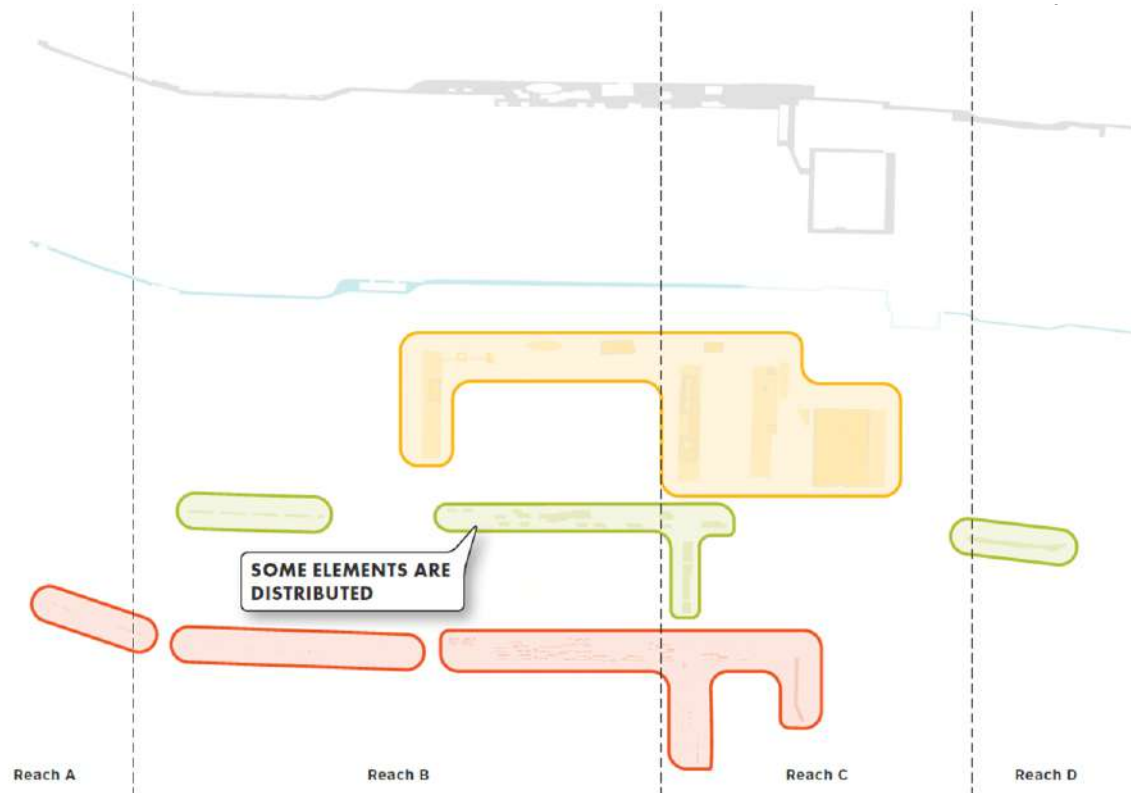 SOME ELEMENTS ARE
DISTRIBUTED
Reach A
Reach B
Reach C
Reach D